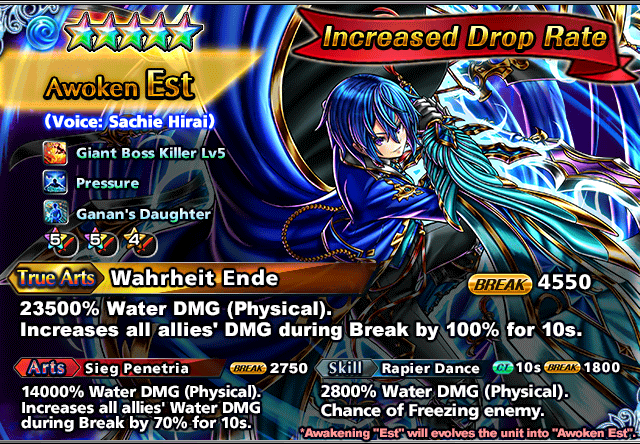 Increased Drop Rate
Awoken Est
(Voice: Sachie Hirai)
Giant Boss Killer Lv5
Pressure
Ganan's Daughter
5 5 4
True Arts Wahrheit Ende BREAK 4550
23500% Water DMG (Physical).
Increases all allies' DMG during Break by 100% for 10s.
Arts Sieg Penetria BREAK 2750
14000% Water DMG (Physical).
Increases all allies' Water DMG
during Break by 70% for 10s.
Skill Rapier Dance CT 10s BREAK 1800
2800% Water DMG (Physical).
Chance of Freezing enemy.
*Awakening "Est" will evolves the unit into "Awoken Est".